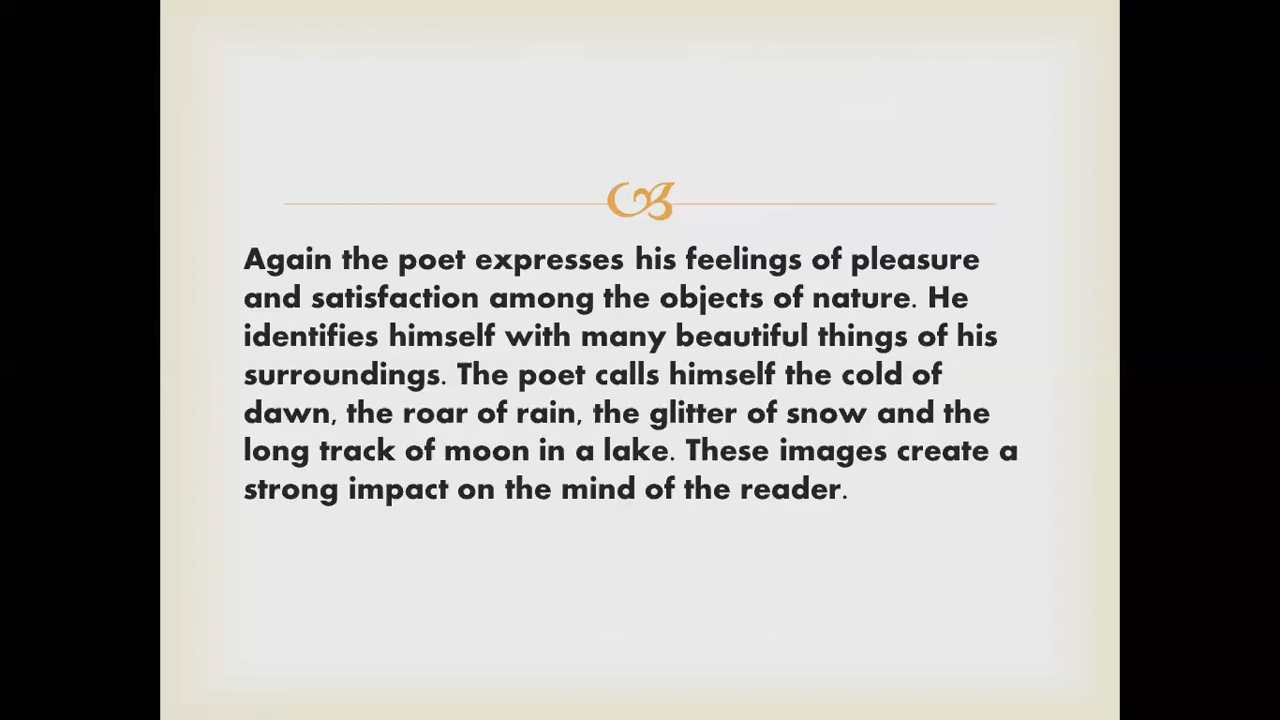 Again the poet expresses his feelings of pleasure
and satisfaction among the objects of nature. He
identifies himself with many beautiful things of his
surroundings. The poet calls himself the cold of
dawn, the roar of rain, the glitter of snow and the
long track of moon in a lake. These images create a
strong impact on the mind of the reader.